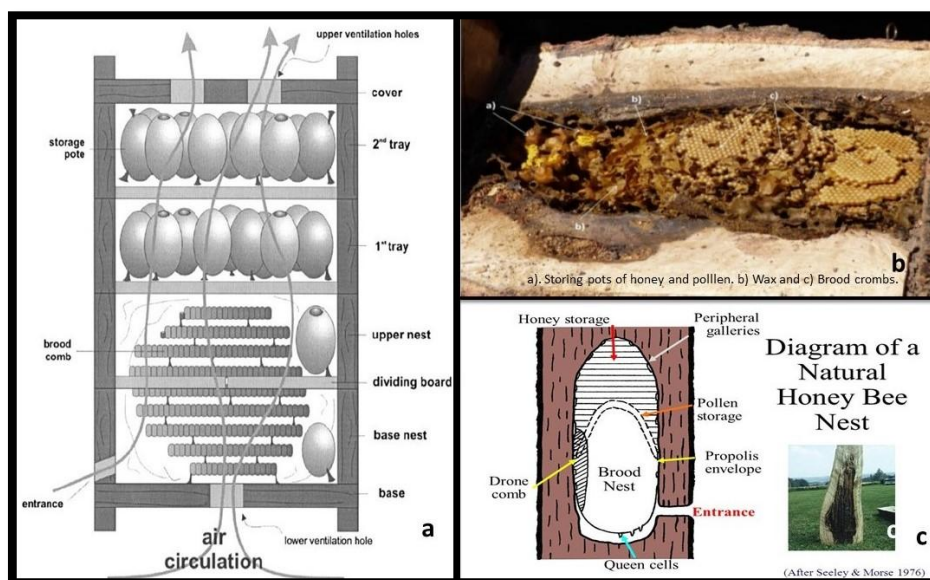 upper ventilation holes
cover
storage
pote
2nd tray
1st tray
upper nest
brood
comb
dividing board
base nest
entrance
base
lower ventilation hole
air
circulation
a
a)
b)
c)
b)
b
a). Storing pots of honey and polllen. b) Wax and c) Brood crombs.
Honey storage
Peripheral
galleries
Pollen
storage
Propolis
envelope
Drone
comb
Brood
Nest
Entrance
Queen cells
Diagram of a
Natural
Honey Bee
Nest
c
c
(After Seeley & Morse 1976)